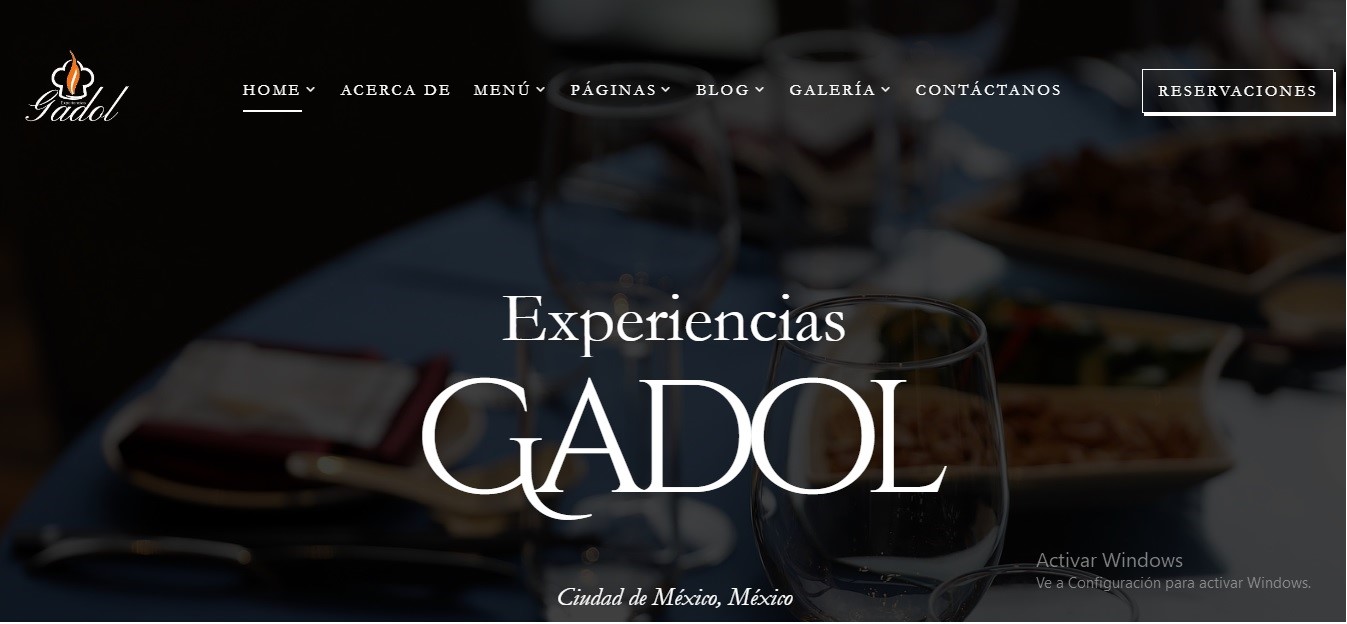 Experiencias
Gadol
HOME
ACERCA DE
MENÚ
PÁGINAS
BLOG
GALERÍA
CONTÁCTANOS
RESERVACIONES
Experiencias
GADOL
Ciudad de México, México
Activar Windows
Ve a Configuración para activar Windows.